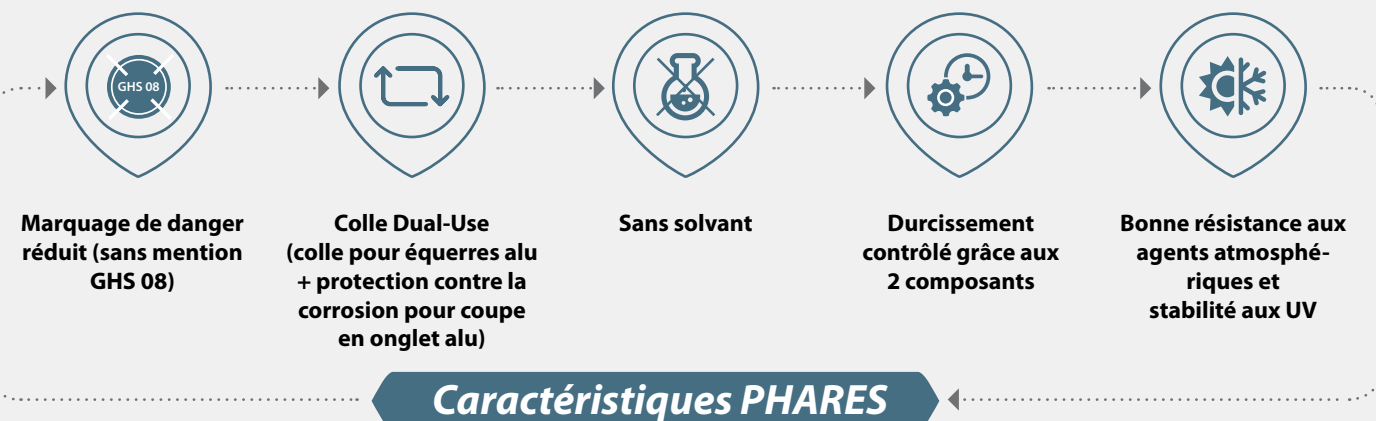 GHS 08
Marquage de danger
réduit (sans mention
GHS 08)
Colle Dual-Use
(colle pour équerres alu
+ protection contre la
corrosion pour coupe
en onglet alu)
Sans solvant
Durcissement
contrôlé grâce aux
2 composants
Bonne résistance aux
agents atmosphé-
riques et
stabilité aux UV
Caractéristiques PHARES